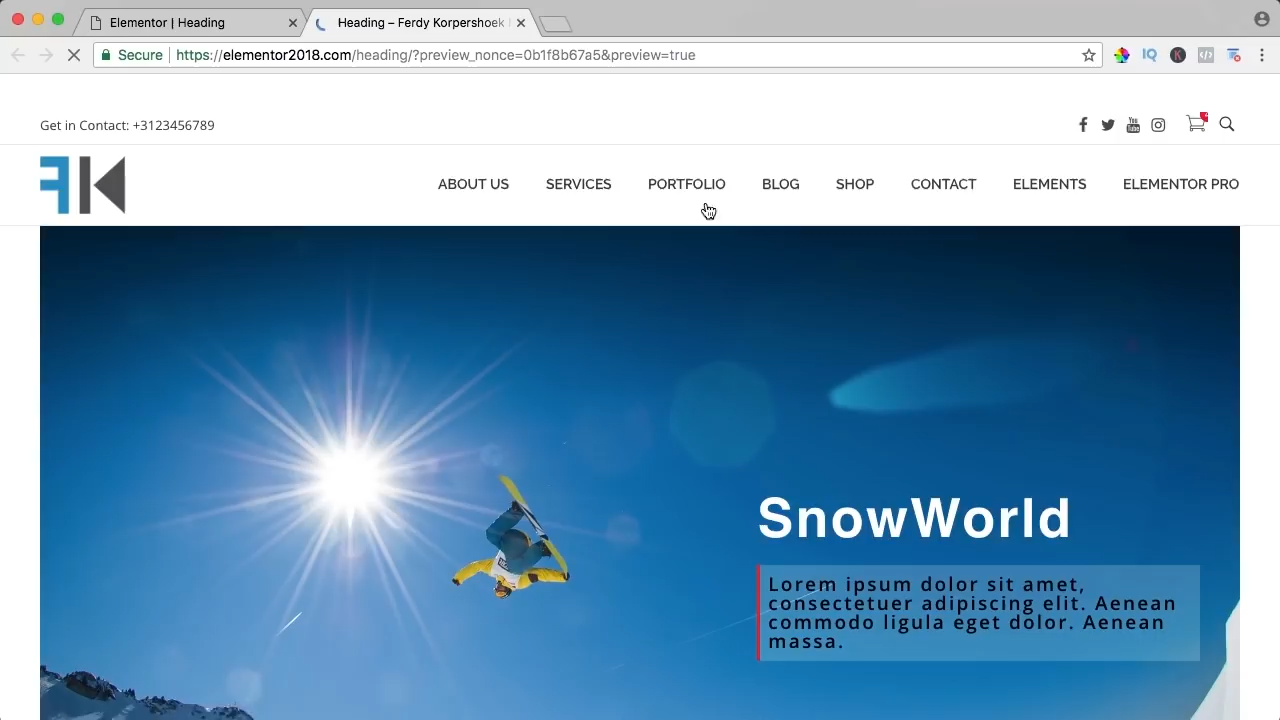 Elementor | Heading
Heading – Ferdy Korpershoek
Secure
https://elementor2018.com/heading/?preview_nonce=0b1f8b67a5&preview=true
Get in Contact: +3123456789
FK
ABOUT US SERVICES PORTFOLIO BLOG SHOP CONTACT ELEMENTS ELEMENTOR PRO
SnowWorld
Lorem ipsum dolor sit amet,
consectetuer adipiscing elit. Aenean
commodo ligula eget dolor. Aenean
massa.